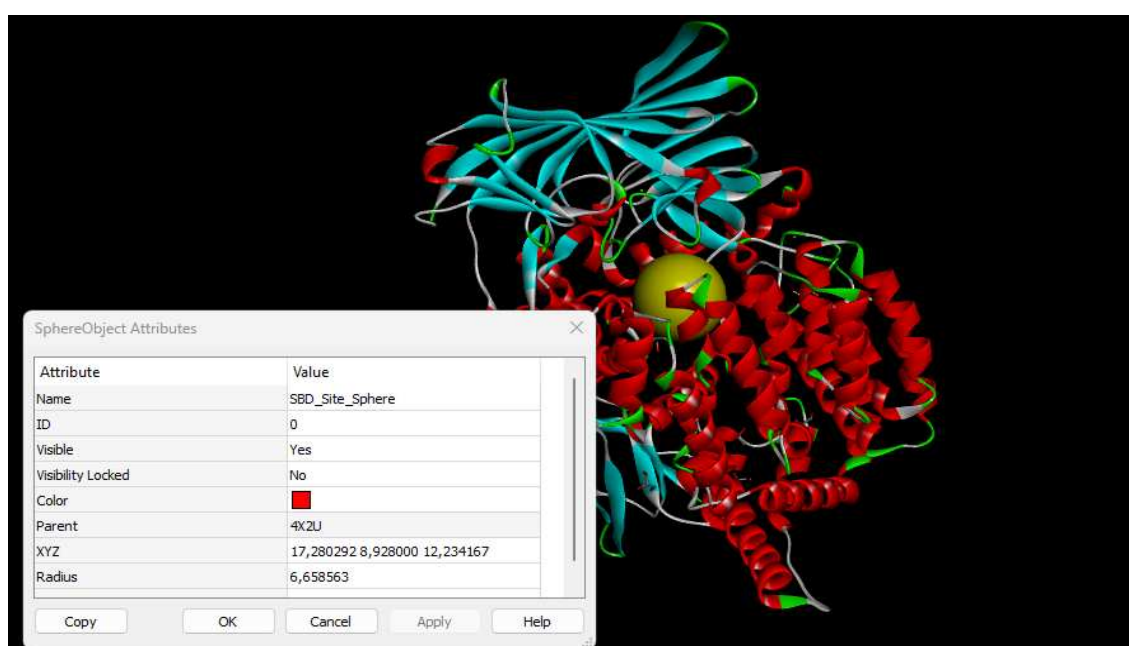 SphereObject Attributes
Attribute Value
Name SBD_Site_Sphere
ID 0
Visible Yes
Visibility Locked No
Color
Parent 4X2U
XYZ 17,280292 8,928000 12,234167
Radius 6,658563
Copy OK Cancel Apply Help